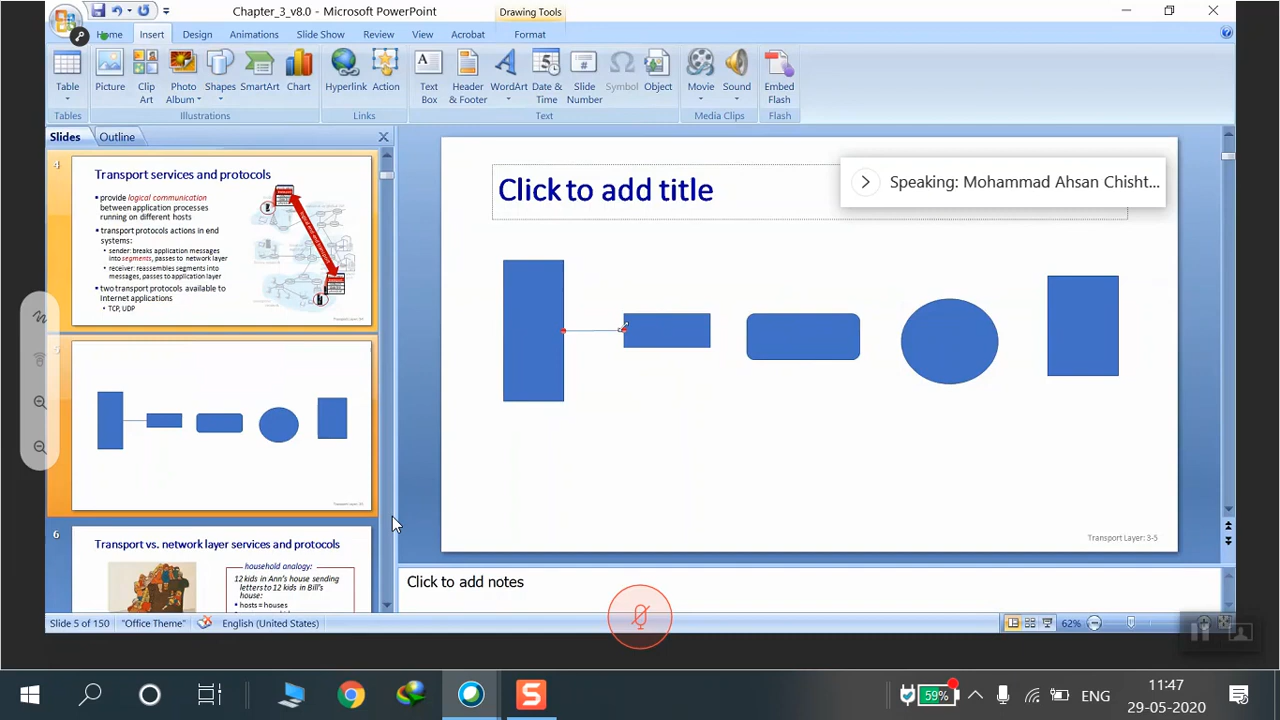 Chapter_3_v8.0 - Microsoft PowerPoint
Drawing Tools
Home
Insert
Design
Animations
Slide Show
Review
View
Acrobat
Format
Table
Picture
Clip
Art
Photo
Album
Shapes
SmartArt
Chart
Hyperlink
Action
Text
Box
Header
& Footer
WordArt
Date &
Time
Slide
Number
Symbol
Object
Movie
Sound
Embed
Flash
Tables
Illustrations
Links
Text
Media Clips
Flash
Slides
Outline
4
Transport services and protocols
provide logical communication
between application processes
running on different hosts
transport protocols actions in end
systems:
sender: breaks application messages
into segments, passes to network layer
receiver: reassembles segments into
messages, passes to application layer
two transport protocols available to
Internet applications
TCP, UDP
6
Transport vs. network layer services and protocols
household analogy:
12 kids in Ann's house sending
letters to 12 kids in Bill's
house:
hosts = houses
Click to add title
Speaking: Mohammad Ahsan Chisht...
Transport Layer: 3-5
Click to add notes
Slide 5 of 150
"Office Theme"
English (United States)
62%
59%
ENG
11:47
29-05-2020